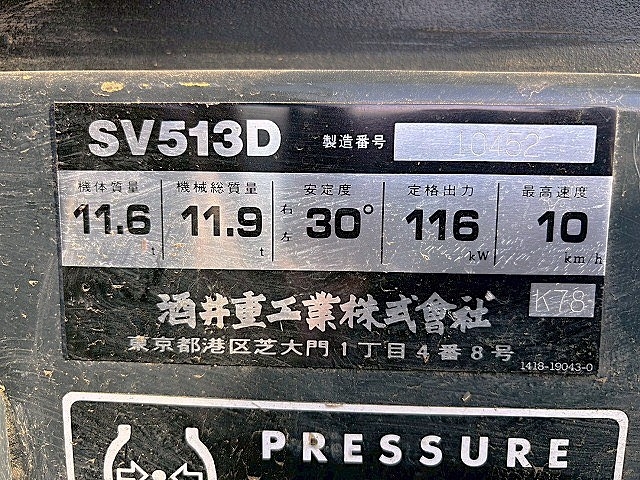 SV513D 製造番号
機体質量 機械総質量 安定度 定格出力 最高速度
11.6 t 11.9 t 右 左 30° 116 kW 10 km/h
酒井重工業株式會社 K78
東京都港区芝大門1丁目4番8号
1418-19043-0
PRESSURE